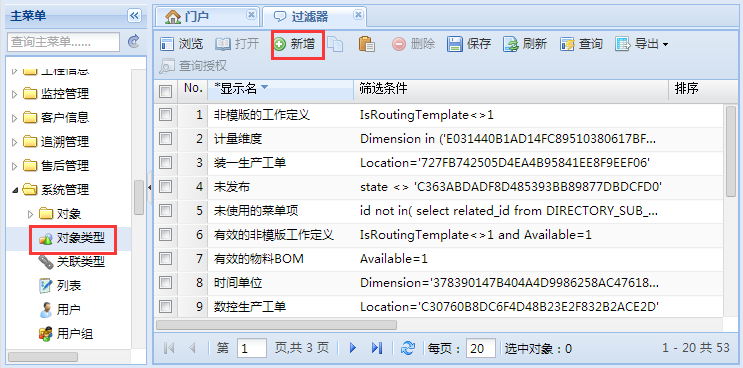 主菜单
查询主菜单......
工程信息
监控管理
客户信息
追溯管理
售后管理
系统管理
对象
对象类型
关联类型
列表
用户
用户组
门户 过滤器
浏览 打开 新增 删除 保存 刷新 查询 导出
查询授权
No. *显示名 筛选条件 排序
1 非模版的工作定义 IsRoutingTemplate<>1
2 计量维度 Dimension in ('E031440B1AD14FC89510380617BF...
3 装一生产工单 Location='727FB742505D4EA4B95841EE8F9EEF06'
4 未发布 state <> 'C363ABDADF8D485393BB89877DBDCFD0'
5 未使用的菜单项 id not in( select related_id from DIRECTORY_SUB_...
6 有效的非模版工作定义 IsRoutingTemplate<>1 and Available=1
7 有效的物料BOM Available=1
8 时间单位 Dimension='378390147B404A4D9986258AC47618...
9 数控生产工单 Location='C30760B8DC6F4D48B23E2F832B2ACE2D'
第 1 页,共 3 页 每页： 20 选中对象：0 1 - 20 共 53